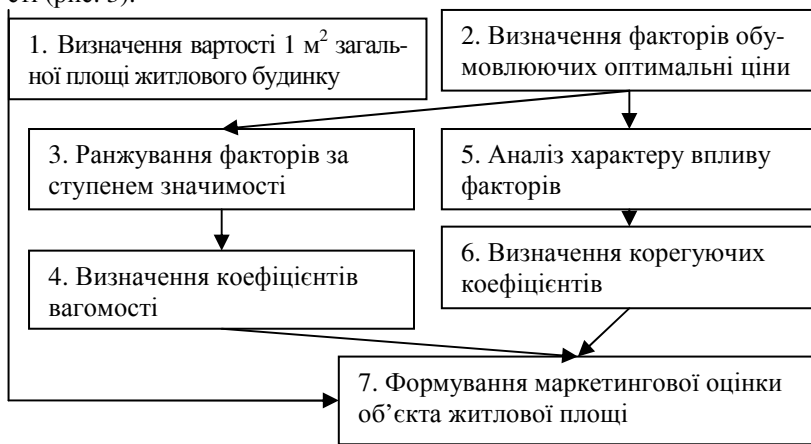 сті (рис. 3).
1. Визначення вартості 1 м² загаль-
ної площі житлового будинку
2. Визначення факторів обу-
мовлюючих оптимальні ціни
3. Ранжування факторів за
ступенем значимості
5. Аналіз характеру впливу
факторів
4. Визначення коефіцієнтів
вагомості
6. Визначення корегуючих
коефіцієнтів
7. Формування маркетингової оцінки
об’єкта житлової площі